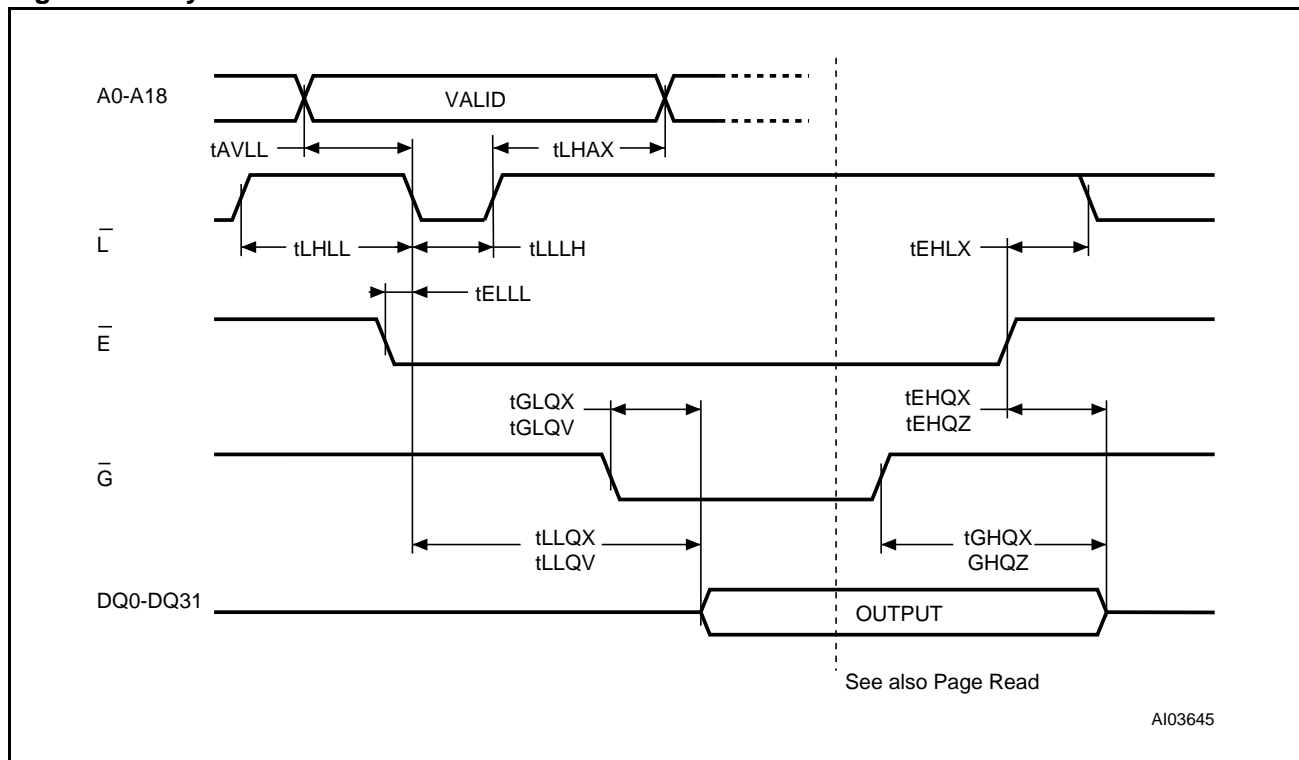 A0-A18
VALID
tAVLL
tLHAX
L
tLHLL
tLLLH
tEHLX
tELLL
E
tGLQX
tGLQV
tEHQX
tEHQZ
G
tLLQX
tLLQV
tGHQX
GHQZ
DQ0-DQ31
OUTPUT
See also Page Read
AI03645